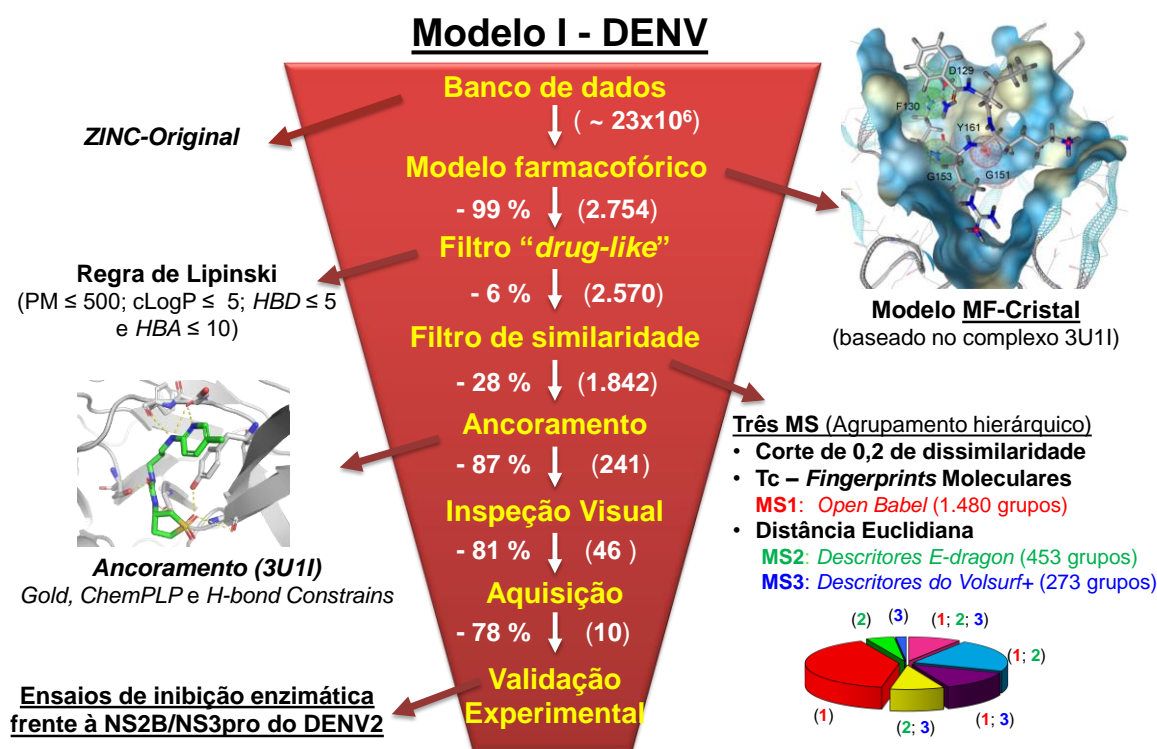 Modelo I - DENV
Banco de dados
( ~ 23x10⁶)
ZINC-Original
Modelo farmacofórico
- 99 % (2.754)
Filtro “drug-like”
- 6 % (2.570)
Regra de Lipinski
(PM ≤ 500; cLogP ≤ 5; HBD ≤ 5
e HBA ≤ 10)
Filtro de similaridade
- 28 % (1.842)
Ancoramento
- 87 % (241)
Inspeção Visual
- 81 % (46 )
Aquisição
- 78 % (10)
Validação
Experimental
D129
F130
Y161
G153
G151
Modelo MF-Cristal
(baseado no complexo 3U1I)
Ancoramento (3U1I)
Gold, ChemPLP e H-bond Constrains
Ensaios de inibição enzimática
frente à NS2B/NS3pro do DENV2
Três MS (Agrupamento hierárquico)
• Corte de 0,2 de dissimilaridade
• Tc – Fingerprints Moleculares
MS1: Open Babel (1.480 grupos)
• Distância Euclidiana
MS2: Descritores E-dragon (453 grupos)
MS3: Descritores do Volsurf+ (273 grupos)
(2) (3) (1; 2; 3)
(1; 2)
(1) (2; 3) (1; 3)